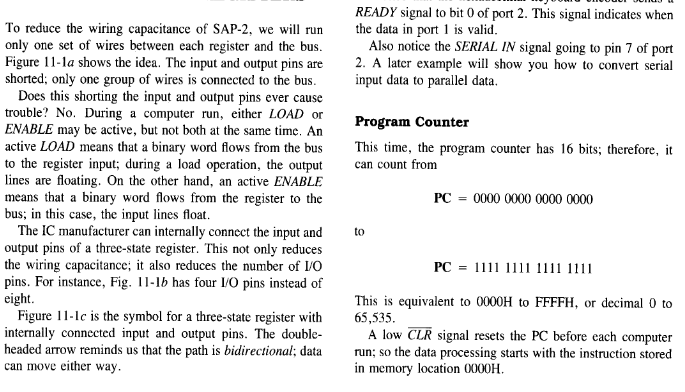 To reduce the wiring capacitance of SAP-2, we will run
only one set of wires between each register and the bus.
Figure 11-1a shows the idea. The input and output pins are
shorted; only one group of wires is connected to the bus.
Does this shorting the input and output pins ever cause
trouble? No. During a computer run, either LOAD or
ENABLE may be active, but not both at the same time. An
active LOAD means that a binary word flows from the bus
to the register input; during a load operation, the output
lines are floating. On the other hand, an active ENABLE
means that a binary word flows from the register to the
bus; in this case, the input lines float.
The IC manufacturer can internally connect the input and
output pins of a three-state register. This not only reduces
the wiring capacitance; it also reduces the number of I/O
pins. For instance, Fig. 11-1b has four I/O pins instead of
eight.
Figure 11-1c is the symbol for a three-state register with
internally connected input and output pins. The double-
headed arrow reminds us that the path is bidirectional; data
can move either way.
READY signal to bit 0 of port 2. This signal indicates when
the data in port 1 is valid.
Also notice the SERIAL IN signal going to pin 7 of port
2. A later example will show you how to convert serial
input data to parallel data.
Program Counter
This time, the program counter has 16 bits; therefore, it
can count from
PC = 0000 0000 0000 0000
to
PC = 1111 1111 1111 1111
This is equivalent to 0000H to FFFFH, or decimal 0 to
65,535.
A low CLR signal resets the PC before each computer
run; so the data processing starts with the instruction stored
in memory location 0000H.